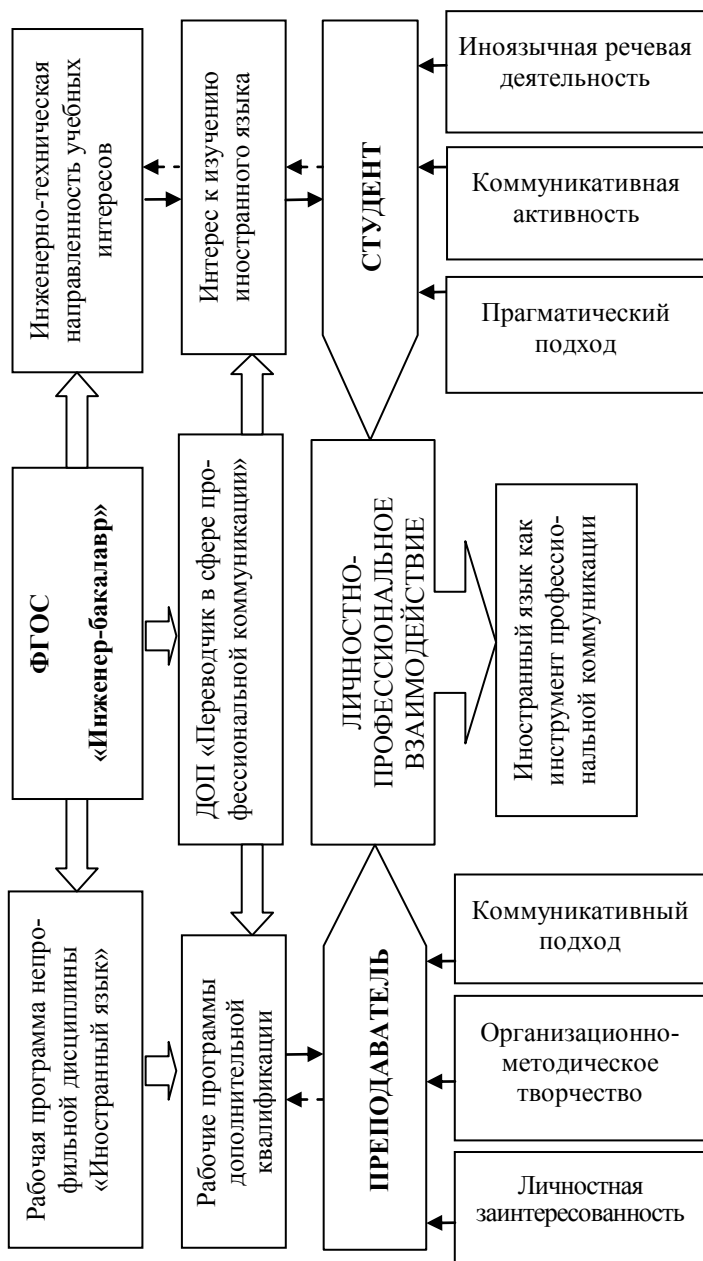 Рабочая программа непро-
фильной дисциплины
«Иностранный язык»
ФГОС
«Инженер-бакалавр»
Инженерно-техническая
направленность учебных
интересов
Рабочие программы
дополнительной
квалификации
ДОП «Переводчик в сфере про-
фессиональной коммуникации»
Интерес к изучению
иностранного языка
ПРЕПОДАВАТЕЛЬ
ЛИЧНОСТНО-
ПРОФЕССИОНАЛЬНОЕ
ВЗАИМОДЕЙСТВИЕ
СТУДЕНТ
Личностная
заинтересованность
Организационно-
методическое
творчество
Коммуникативный
подход
Иностранный язык как
инструмент профессио-
нальной коммуникации
Прагматический
подход
Коммуникативная
активность
Иноязычная речевая
деятельность